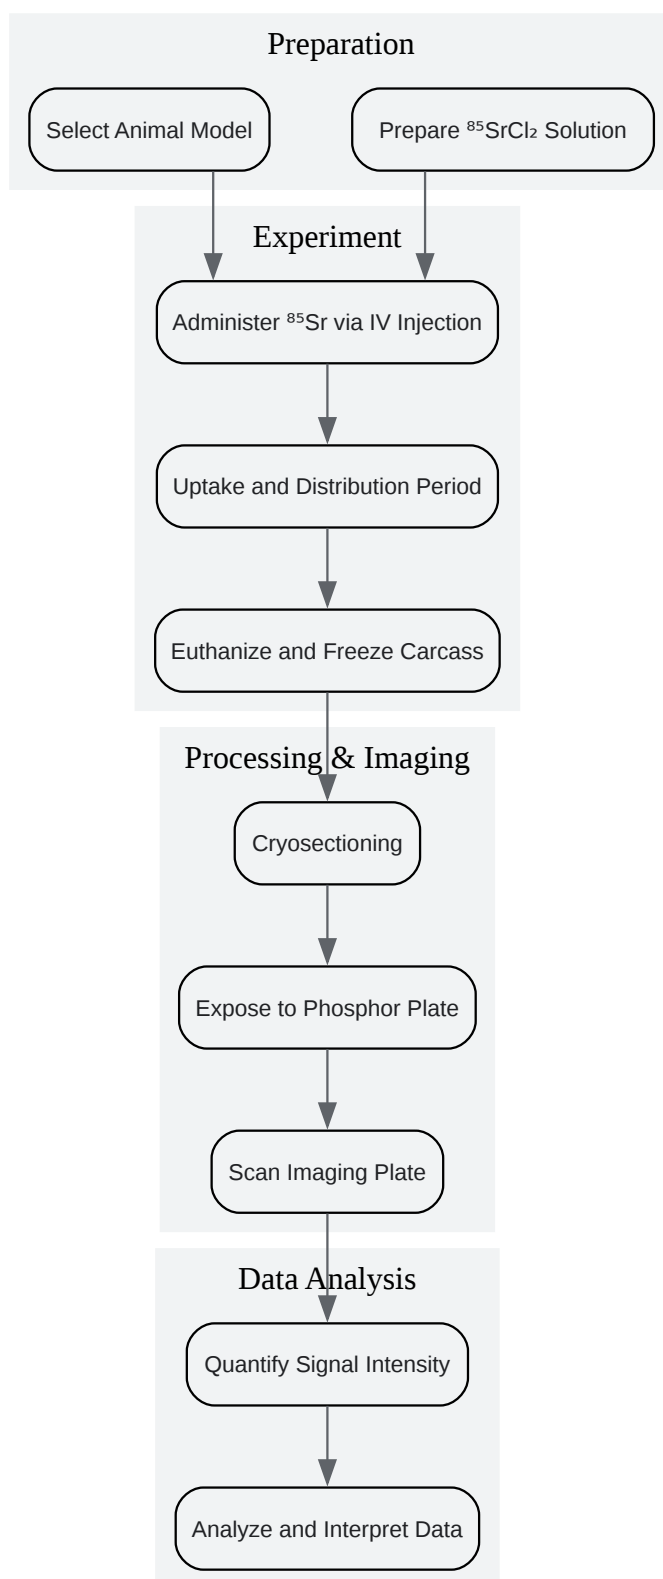 Preparation
Select Animal Model
Prepare ⁸⁵SrCl₂ Solution
Experiment
Administer ⁸⁵Sr via IV Injection
Uptake and Distribution Period
Euthanize and Freeze Carcass
Processing & Imaging
Cryosectioning
Expose to Phosphor Plate
Scan Imaging Plate
Data Analysis
Quantify Signal Intensity
Analyze and Interpret Data